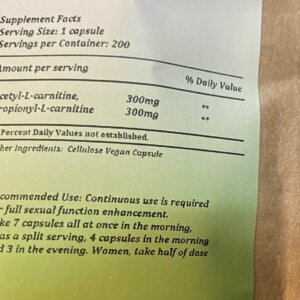 Supplement Facts
Serving Size: 1 capsule
Servings per Container: 200
Amount per serving
% Daily Value
cetyl-L-carnitine, 300mg **
ropionyl-L-carnitine 300mg **
Percent Daily Values not established.
her Ingredients: Cellulose Vegan Capsule
commended Use: Continuous use is required
r full sexual function enhancement.
ke 7 capsules all at once in the morning,
as a split serving, 4 capsules in the morning
d 3 in the evening. Women, take half of dose